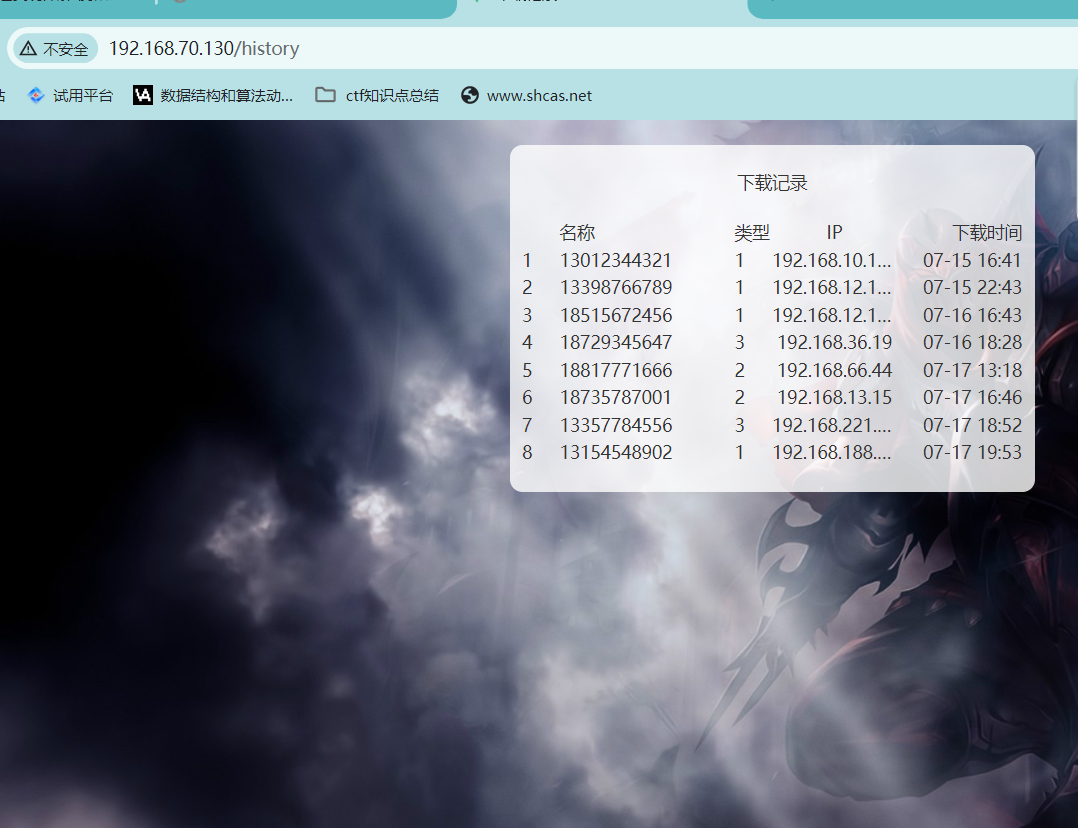 不安全 192.168.70.130/history
试用平台 数据结构和算法动... ctf知识点总结 www.shcas.net
下载记录
名称 类型 IP 下载时间
1 13012344321 1 192.168.10.1... 07-15 16:41
2 13398766789 1 192.168.12.1... 07-15 22:43
3 18515672456 1 192.168.12.1... 07-16 16:43
4 18729345647 3 192.168.36.19 07-16 18:28
5 18817771666 2 192.168.66.44 07-17 13:18
6 18735787001 2 192.168.13.15 07-17 16:46
7 13357784556 3 192.168.221.... 07-17 18:52
8 13154548902 1 192.168.188.... 07-17 19:53